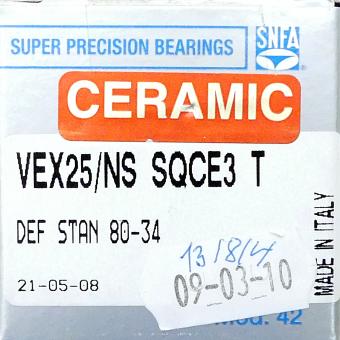 SUPER PRECISION BEARINGS
SNFA
CERAMIC
VEX25/NS SQCE3 T
DEF STAN 80-34
13/8/4
09-03-10
21-05-08
MADE IN ITALY
Mod. 42